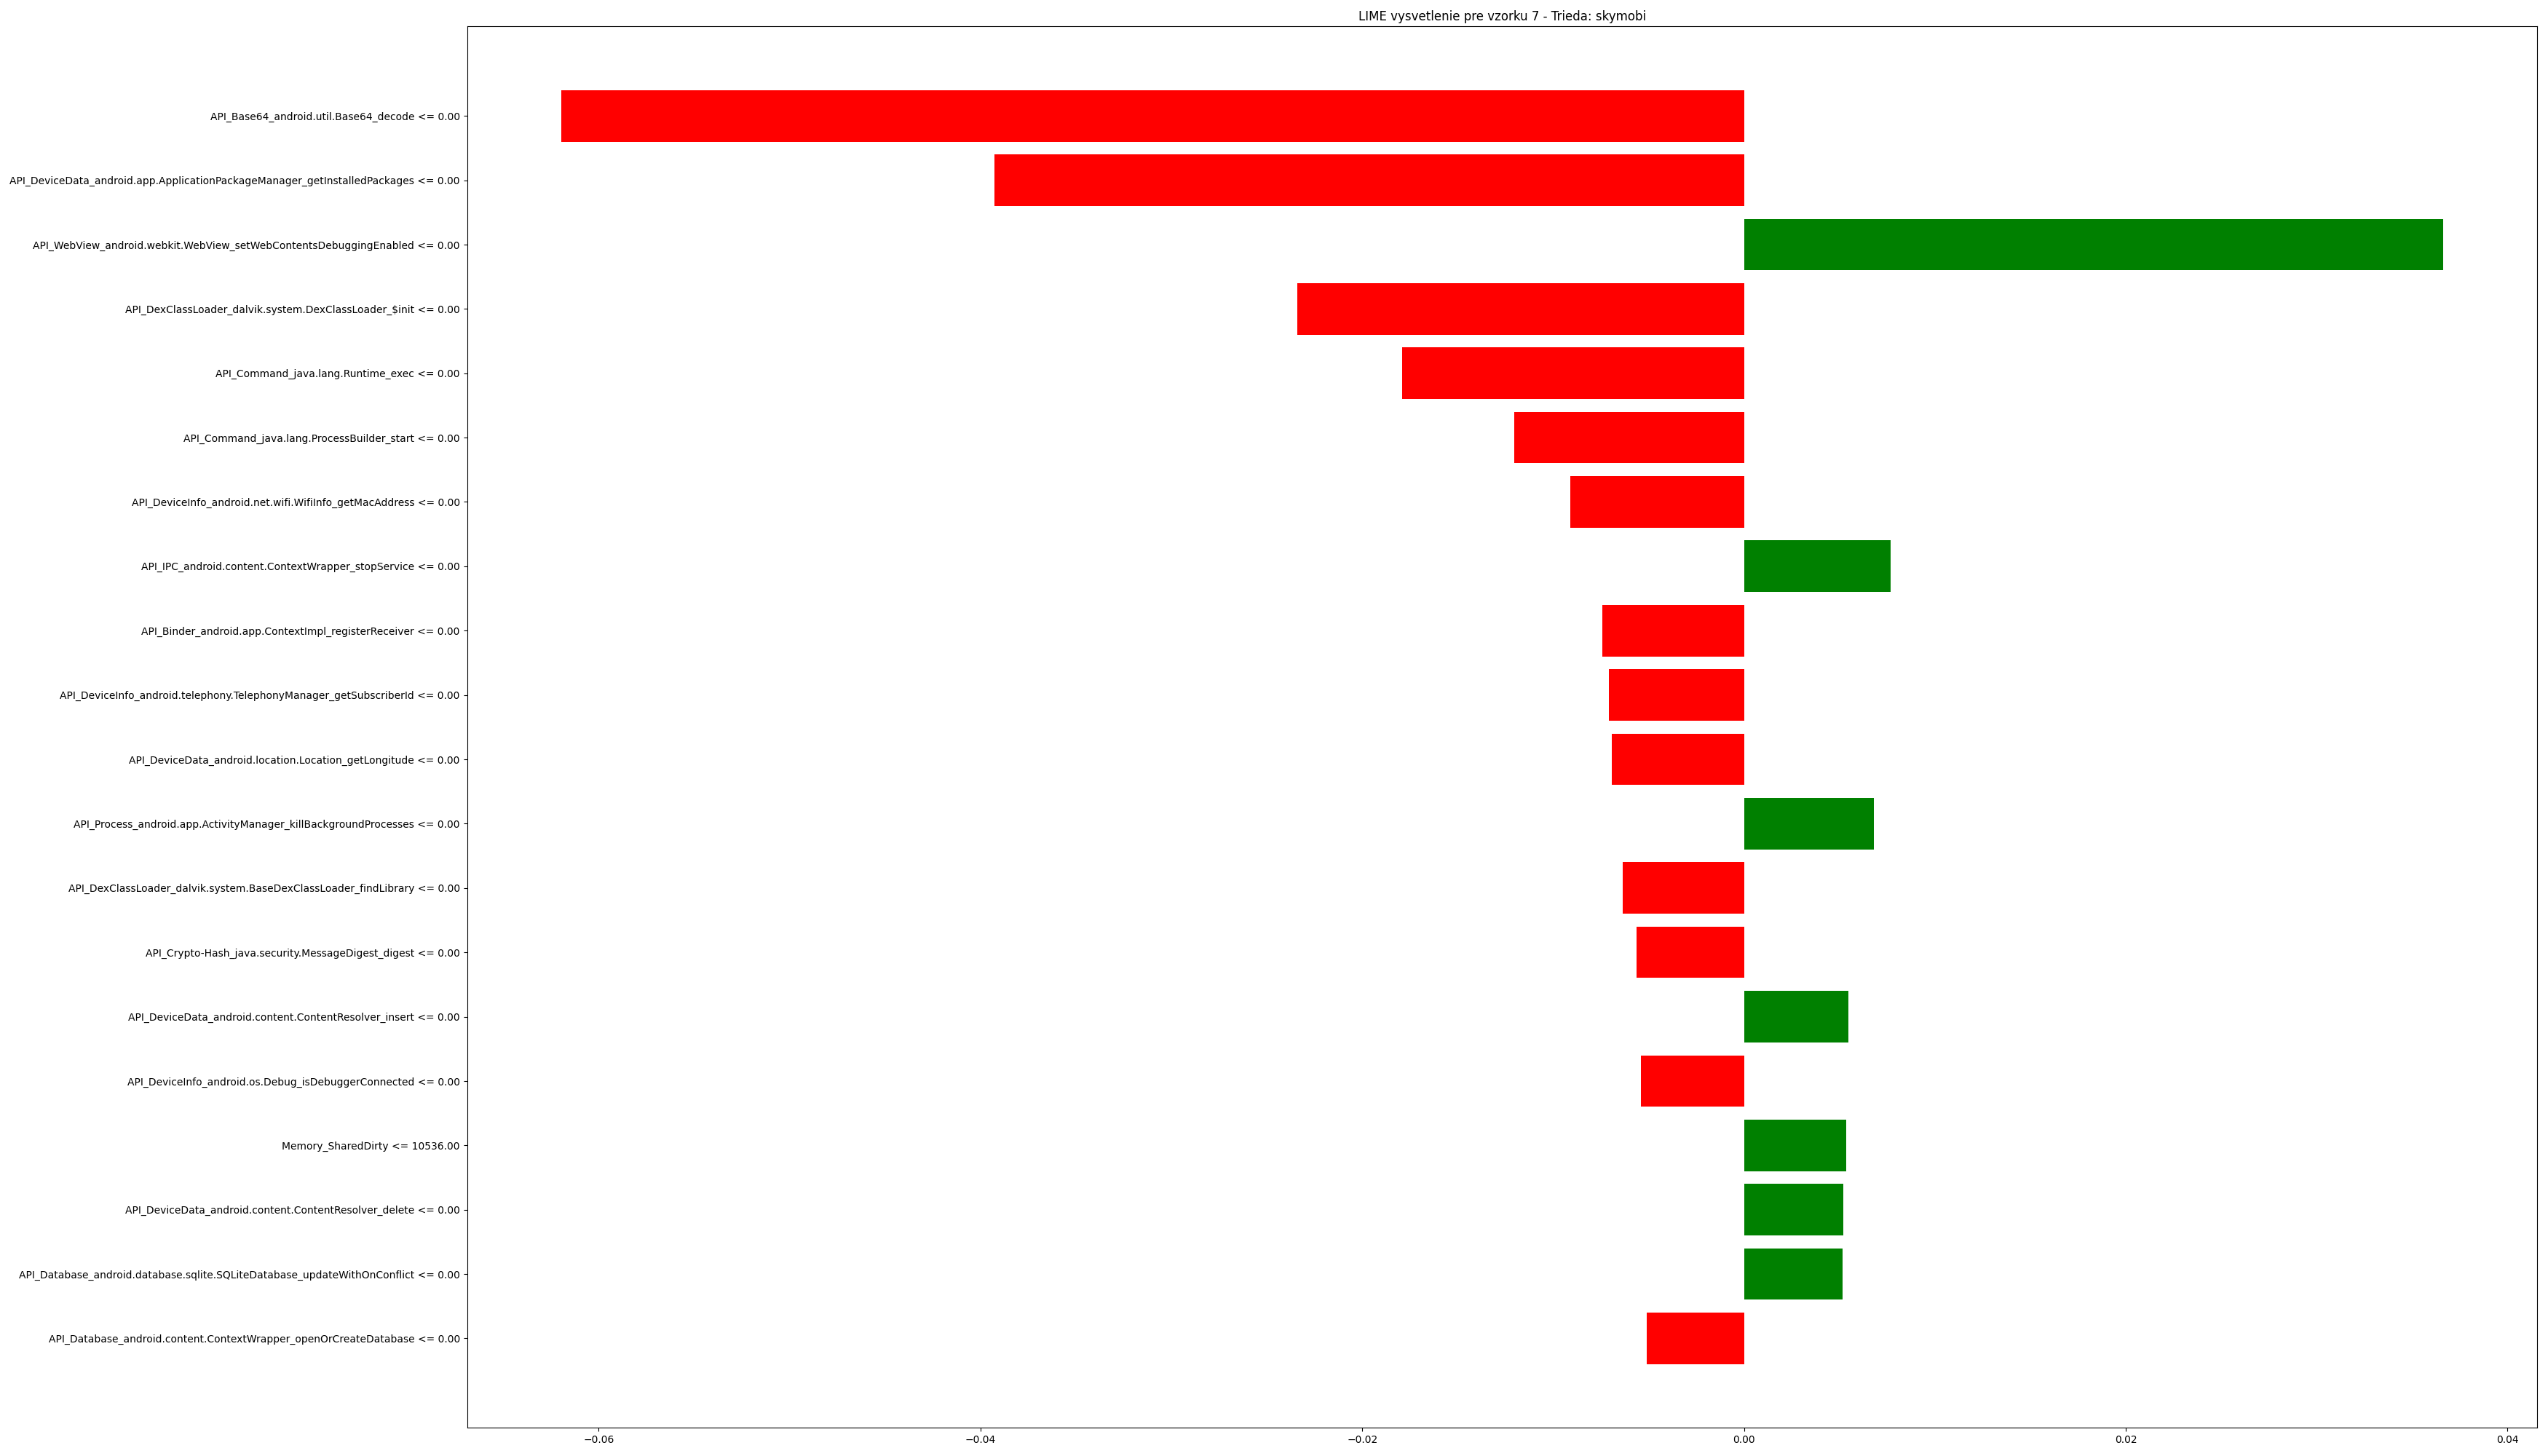 LIME vysvetlenie pre vzorku 7 - Trieda: skymobi
API_Base64_android.util.Base64_decode <= 0.00
API_DeviceData_android.app.ApplicationPackageManager_getInstalledPackages <= 0.00
API_WebView_android.webkit.WebView_setWebContentsDebuggingEnabled <= 0.00
API_DexClassLoader_dalvik.system.DexClassLoader_$init <= 0.00
API_Command_java.lang.Runtime_exec <= 0.00
API_Command_java.lang.ProcessBuilder_start <= 0.00
API_DeviceInfo_android.net.wifi.WifiInfo_getMacAddress <= 0.00
API_IPC_android.content.ContextWrapper_stopService <= 0.00
API_Binder_android.app.ContextImpl_registerReceiver <= 0.00
API_DeviceInfo_android.telephony.TelephonyManager_getSubscriberId <= 0.00
API_DeviceData_android.location.Location_getLongitude <= 0.00
API_Process_android.app.ActivityManager_killBackgroundProcesses <= 0.00
API_DexClassLoader_dalvik.system.BaseDexClassLoader_findLibrary <= 0.00
API_Crypto-Hash_java.security.MessageDigest_digest <= 0.00
API_DeviceData_android.content.ContentResolver_insert <= 0.00
API_DeviceInfo_android.os.Debug_isDebuggerConnected <= 0.00
Memory_SharedDirty <= 10536.00
API_DeviceData_android.content.ContentResolver_delete <= 0.00
API_Database_android.database.sqlite.SQLiteDatabase_updateWithOnConflict <= 0.00
API_Database_android.content.ContextWrapper_openOrCreateDatabase <= 0.00
−0.06 −0.04 −0.02 0.00 0.02 0.04